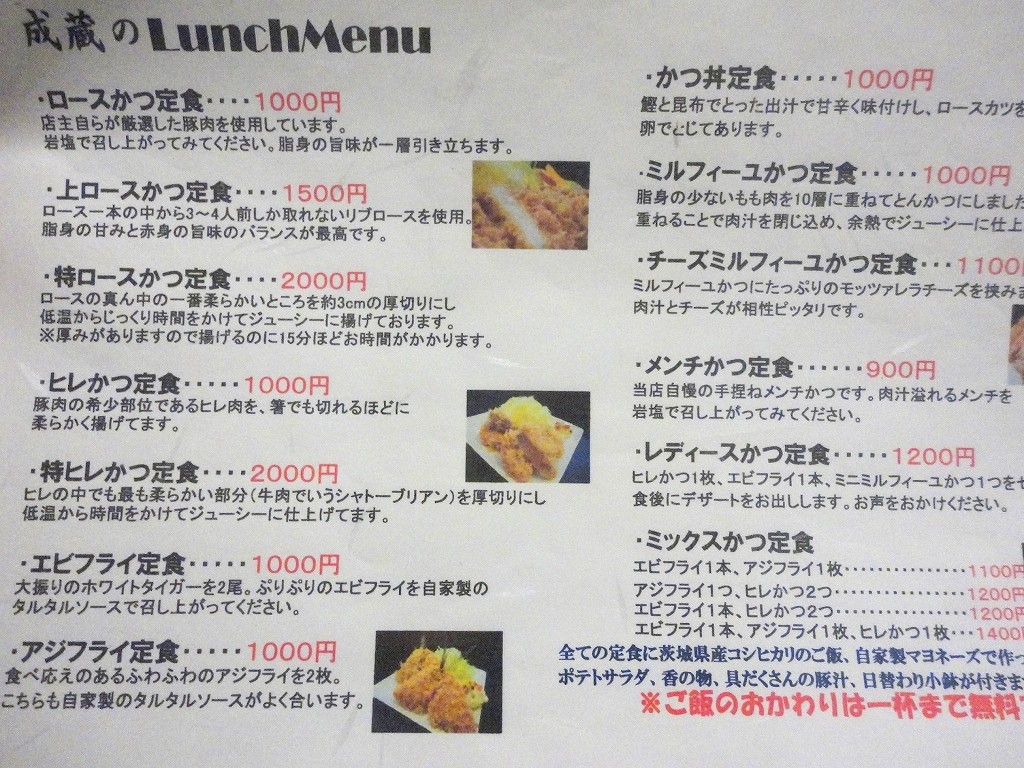 成蔵のLunchMenu
・ロースかつ定食････1000円
店主自らが厳選した豚肉を使用しています。
岩塩で召し上がってみてください。脂身の旨味が一層引き立ちます。
・上ロースかつ定食････1500円
ロース一本の中から3～4人前しか取れないリブロースを使用。
脂身の甘みと赤身の旨味のバランスが最高です。
・特ロースかつ定食････2000円
ロースの真ん中の一番柔らかいところを約3cmの厚切りにし
低温からじっくり時間をかけてジューシーに揚げております。
※厚みがありますので揚げるのに15分ほどお時間がかかります。
・ヒレかつ定食･････1000円
豚肉の希少部位であるヒレ肉を、箸でも切れるほどに
柔らかく揚げてます。
・特ヒレかつ定食････2000円
ヒレの中でも最も柔らかい部分(牛肉でいうシャトーブリアン)を厚切りにし
低温から時間をかけてジューシーに仕上げてます。
・エビフライ定食････1000円
大振りのホワイトタイガーを2尾。ぷりぷりのエビフライを自家製の
タルタルソースで召し上がってください。
・アジフライ定食････1000円
食べ応えのあるふわふわのアジフライを2枚。
こちらも自家製のタルタルソースがよく合います。
・かつ丼定食･････1000円
鰹と昆布でとった出汁で甘辛く味付けし、ロースカツを
卵でとじてあります。
・ミルフィーユかつ定食････1000円
脂身の少ないもも肉を10層に重ねてとんかつにしました
重ねることで肉汁を閉じ込め、余熱でジューシーに仕上
・チーズミルフィーユかつ定食･･･1100
ミルフィーユかつにたっぷりのモッツァレラチーズを挟みま
肉汁とチーズが相性ピッタリです。
・メンチかつ定食･･････900円
当店自慢の手捏ねメンチかつです。肉汁溢れるメンチを
岩塩で召し上がってみてください。
・レディースかつ定食･････1200円
ヒレかつ1枚、エビフライ1本、ミニミルフィーユかつ1つをセ
食後にデザートをお出しします。お声をおかけください。
・ミックスかつ定食
エビフライ1本、アジフライ1枚･･･････････････1100円
アジフライ1つ、ヒレかつ2つ････････････････1200円
エビフライ1本、ヒレかつ2つ････････････････1200円
エビフライ1本、アジフライ1枚、ヒレかつ1枚･･･1400円
全ての定食に茨城県産コシヒカリのご飯、自家製マヨネーズで作っ
ポテトサラダ、香の物、具だくさんの豚汁、日替わり小鉢が付きま
※ご飯のおかわりは一杯まで無料